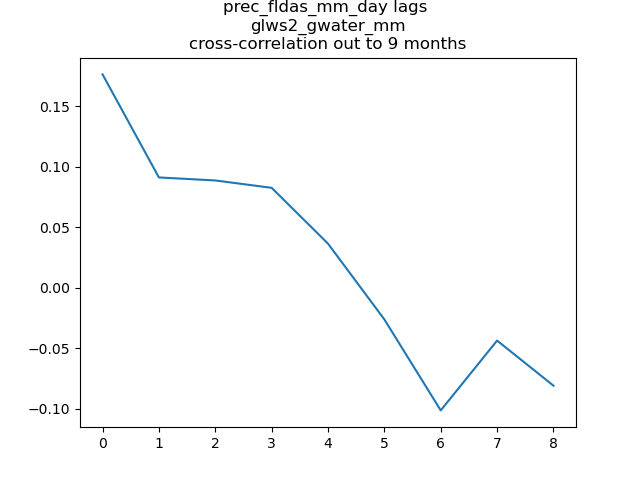 prec_fldas_mm_day lags
glws2_gwater_mm
cross-correlation out to 9 months
0.15
0.10
0.05
0.00
−0.05
−0.10
0 1 2 3 4 5 6 7 8